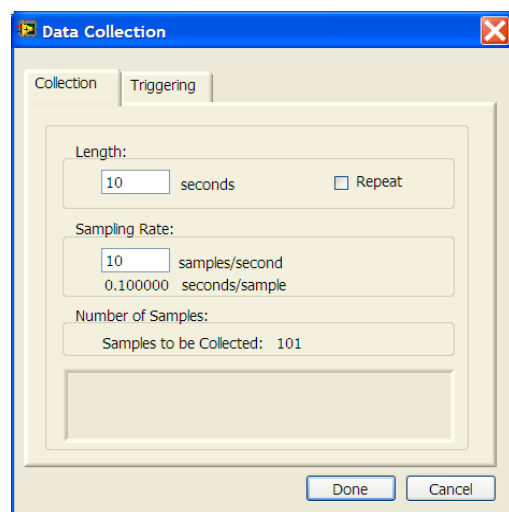 Data Collection
Collection Triggering
Length:
10 seconds Repeat
Sampling Rate:
10 samples/second
0.100000 seconds/sample
Number of Samples:
Samples to be Collected: 101
Done Cancel